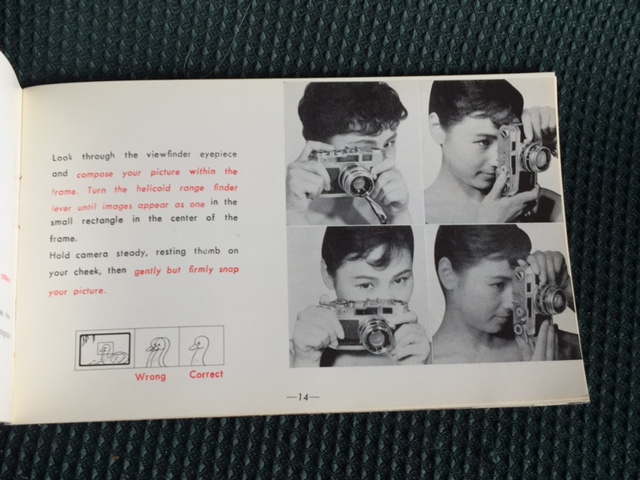 Look through the viewfinder eyepiece
and compose your picture within the
frame. Turn the helicoid range finder
lever until images appear as one in the
small rectangle in the center of the
frame.
Hold camera steady, resting thumb on
your cheek, then gently but firmly snap
your picture.
Wrong Correct
—14—